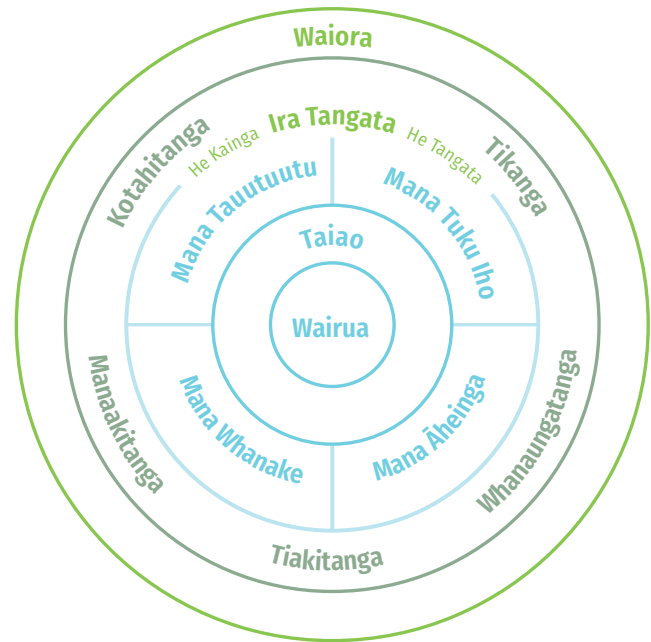 Waiora
Kotahitanga
He Kainga
Ira Tangata
He Tangata
Tikanga
Mana Tauutuutu
Mana Tuku Iho
Taiao
Wairua
Manaakitanga
Mana Whanake
Mana Āheinga
Whanaungatanga
Tiakitanga